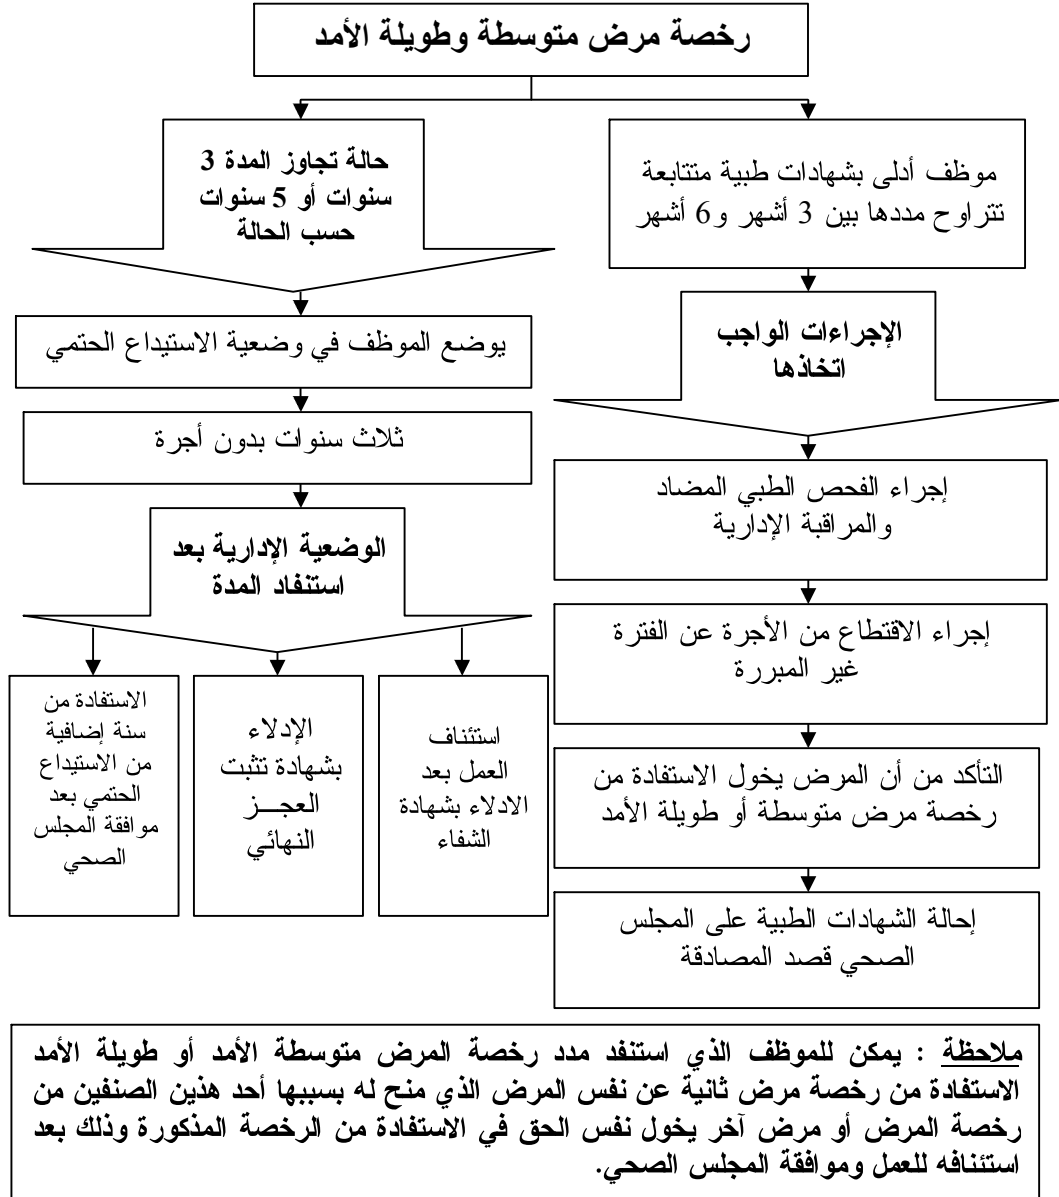 رخصة مرض متوسطة وطويلة الأمد
موظف أدلى بشهادات طبية متتابعة
تتراوح مددها بين 3 أشهر و6 أشهر
الإجراءات الواجب
اتخاذها
إجراء الفحص الطبي المضاد
والمراقبة الإدارية
إجراء الاقتطاع من الأجرة عن الفترة
غير المبررة
التأكد من أن المرض يخول الاستفادة من
رخصة مرض متوسطة أو طويلة الأمد
إحالة الشهادات الطبية على المجلس
الصحي قصد المصادقة
حالة تجاوز المدة 3
سنوات أو 5 سنوات
حسب الحالة
يوضع الموظف في وضعية الاستيداع الحتمي
ثلاث سنوات بدون أجرة
الوضعية الإدارية بعد
استنفاد المدة
استئناف
العمل بعد
الادلاء بشهادة
الشفاء
الإدلاء
بشهادة تثبت
العجـــز
النهائي
الاستفادة من
سنة إضافية
من الاستيداع
الحتمي بعد
موافقة المجلس
الصحي
ملاحظة : يمكن للموظف الذي استنفد مدد رخصة المرض متوسطة الأمد أو طويلة الأمد
الاستفادة من رخصة مرض ثانية عن نفس المرض الذي منح له بسببها أحد هذين الصنفين من
رخصة المرض أو مرض آخر يخول نفس الحق في الاستفادة من الرخصة المذكورة وذلك بعد
استئنافه للعمل وموافقة المجلس الصحي.